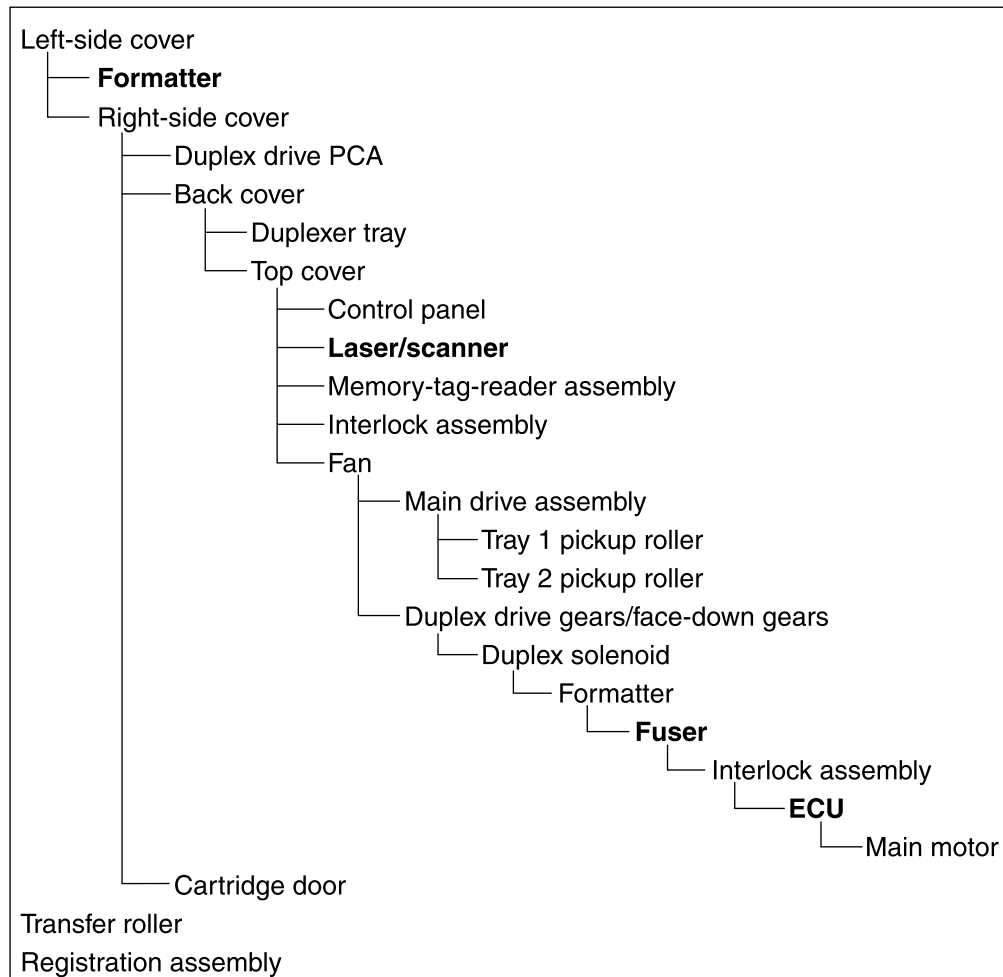 Left-side cover
Formatter
Right-side cover
Duplex drive PCA
Back cover
Duplexer tray
Top cover
Control panel
Laser/scanner
Memory-tag-reader assembly
Interlock assembly
Fan
Main drive assembly
Tray 1 pickup roller
Tray 2 pickup roller
Duplex drive gears/face-down gears
Duplex solenoid
Formatter
Fuser
Interlock assembly
ECU
Main motor
Cartridge door
Transfer roller
Registration assembly